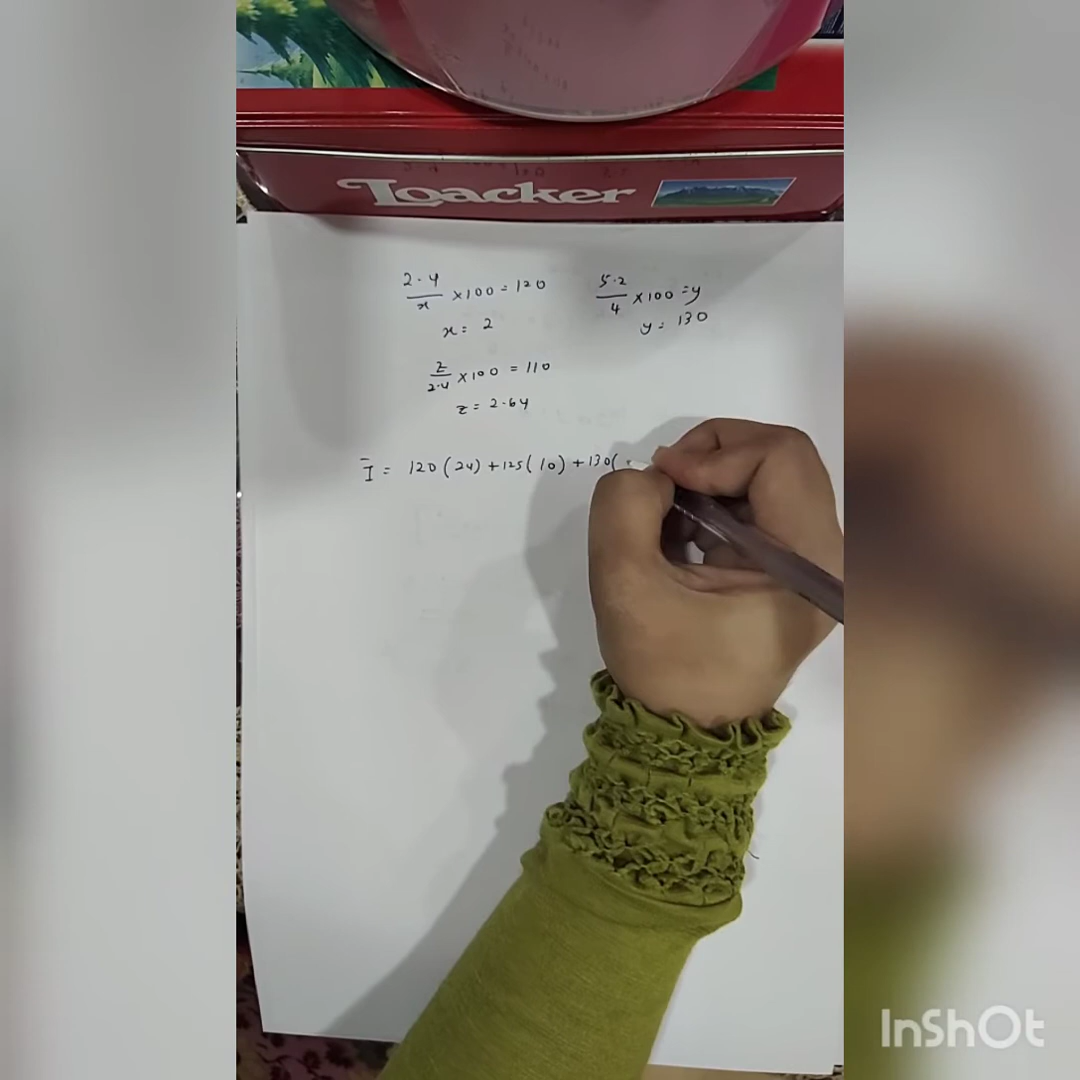 Loacker
2.4/x ×100 = 120
x = 2
5.2/4 ×100 = y
y = 130
z/2.4 ×100 = 110
z = 2.64
Ī = 120(24)+125(10)+130(
InShOt